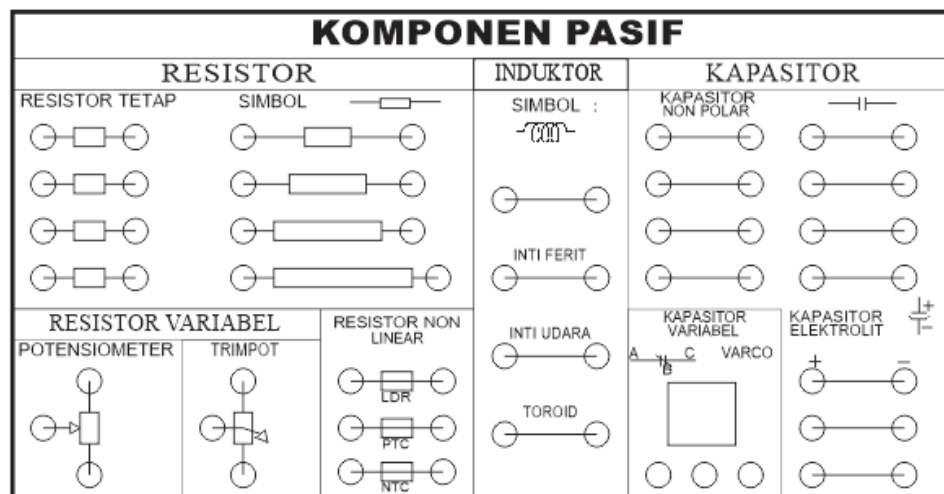 KOMPONEN PASIF
RESISTOR
INDUKTOR
KAPASITOR
RESISTOR TETAP
SIMBOL
SIMBOL :
KAPASITOR
NON POLAR
INTI FERIT
INTI UDARA
TOROID
RESISTOR VARIABEL
POTENSIOMETER
TRIMPOT
RESISTOR NON
LINEAR
LDR
PTC
NTC
KAPASITOR
VARIABEL
A
B
C
VARCO
KAPASITOR
ELEKTROLIT
+
−
+ −